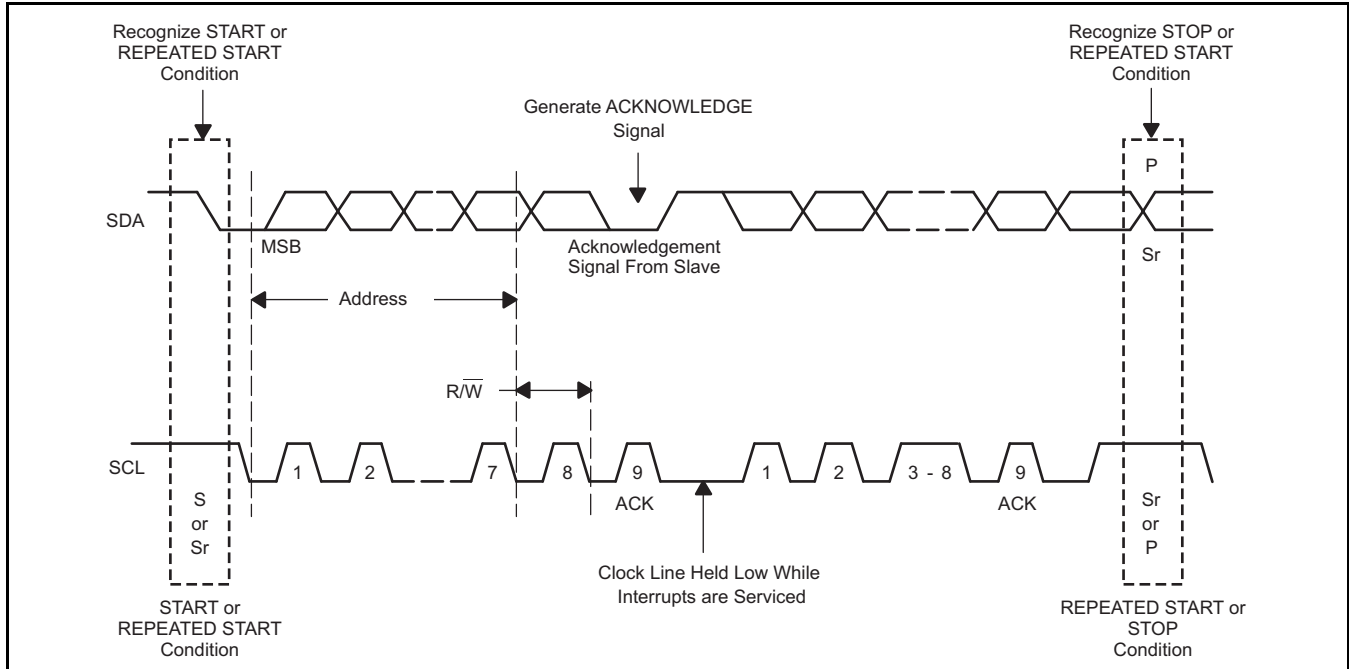 Recognize START or
REPEATED START
Condition
Recognize STOP or
REPEATED START
Condition
Generate ACKNOWLEDGE
Signal
P
SDA
MSB
Acknowledgement
Signal From Slave
Sr
Address
R/W̅
SCL
1
2
7
8
9
1
2
3 - 8
9
ACK
ACK
S
or
Sr
Sr
or
P
Clock Line Held Low While
Interrupts are Serviced
START or
REPEATED START
Condition
REPEATED START or
STOP
Condition